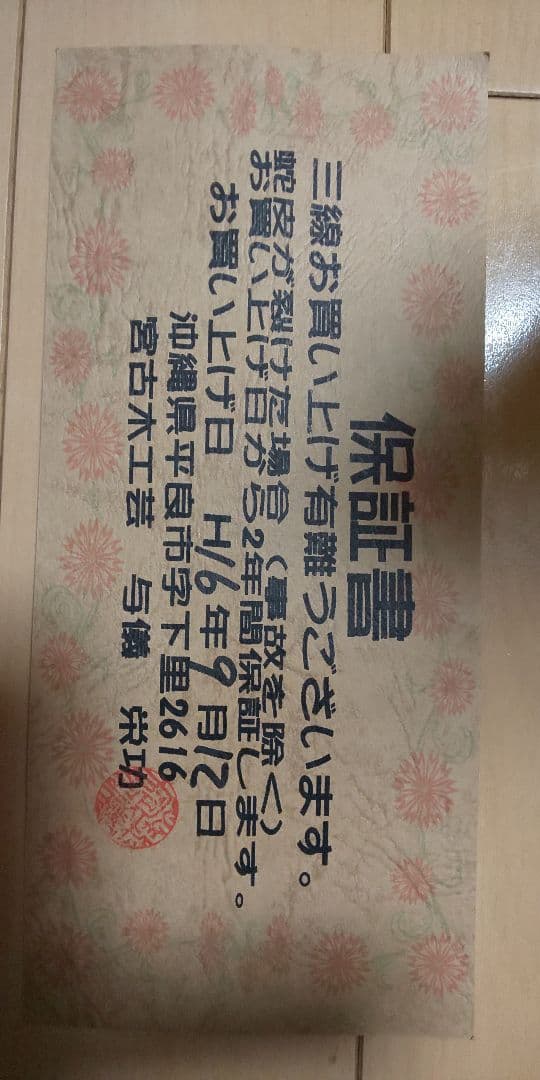 保証書
三線お買い上げ有難うございます。
蛇皮が裂けた場合（事故を除く）
お買い上げ日から2年間保証します。
お買い上げ日 H16年9月12日
沖縄県平良市字下里2616
宮古木工芸 与儀 栄功